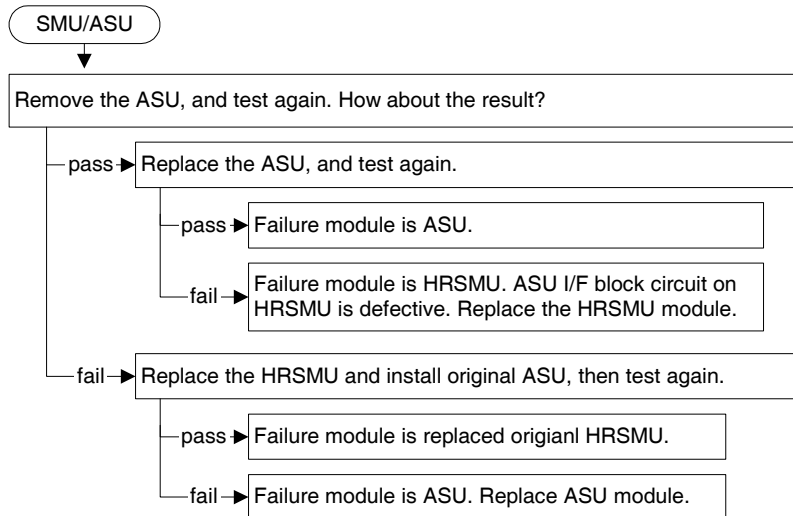 SMU/ASU
Remove the ASU, and test again. How about the result?
pass
Replace the ASU, and test again.
pass
Failure module is ASU.
fail
Failure module is HRSMU. ASU I/F block circuit on
HRSMU is defective. Replace the HRSMU module.
fail
Replace the HRSMU and install original ASU, then test again.
pass
Failure module is replaced origianl HRSMU.
fail
Failure module is ASU. Replace ASU module.